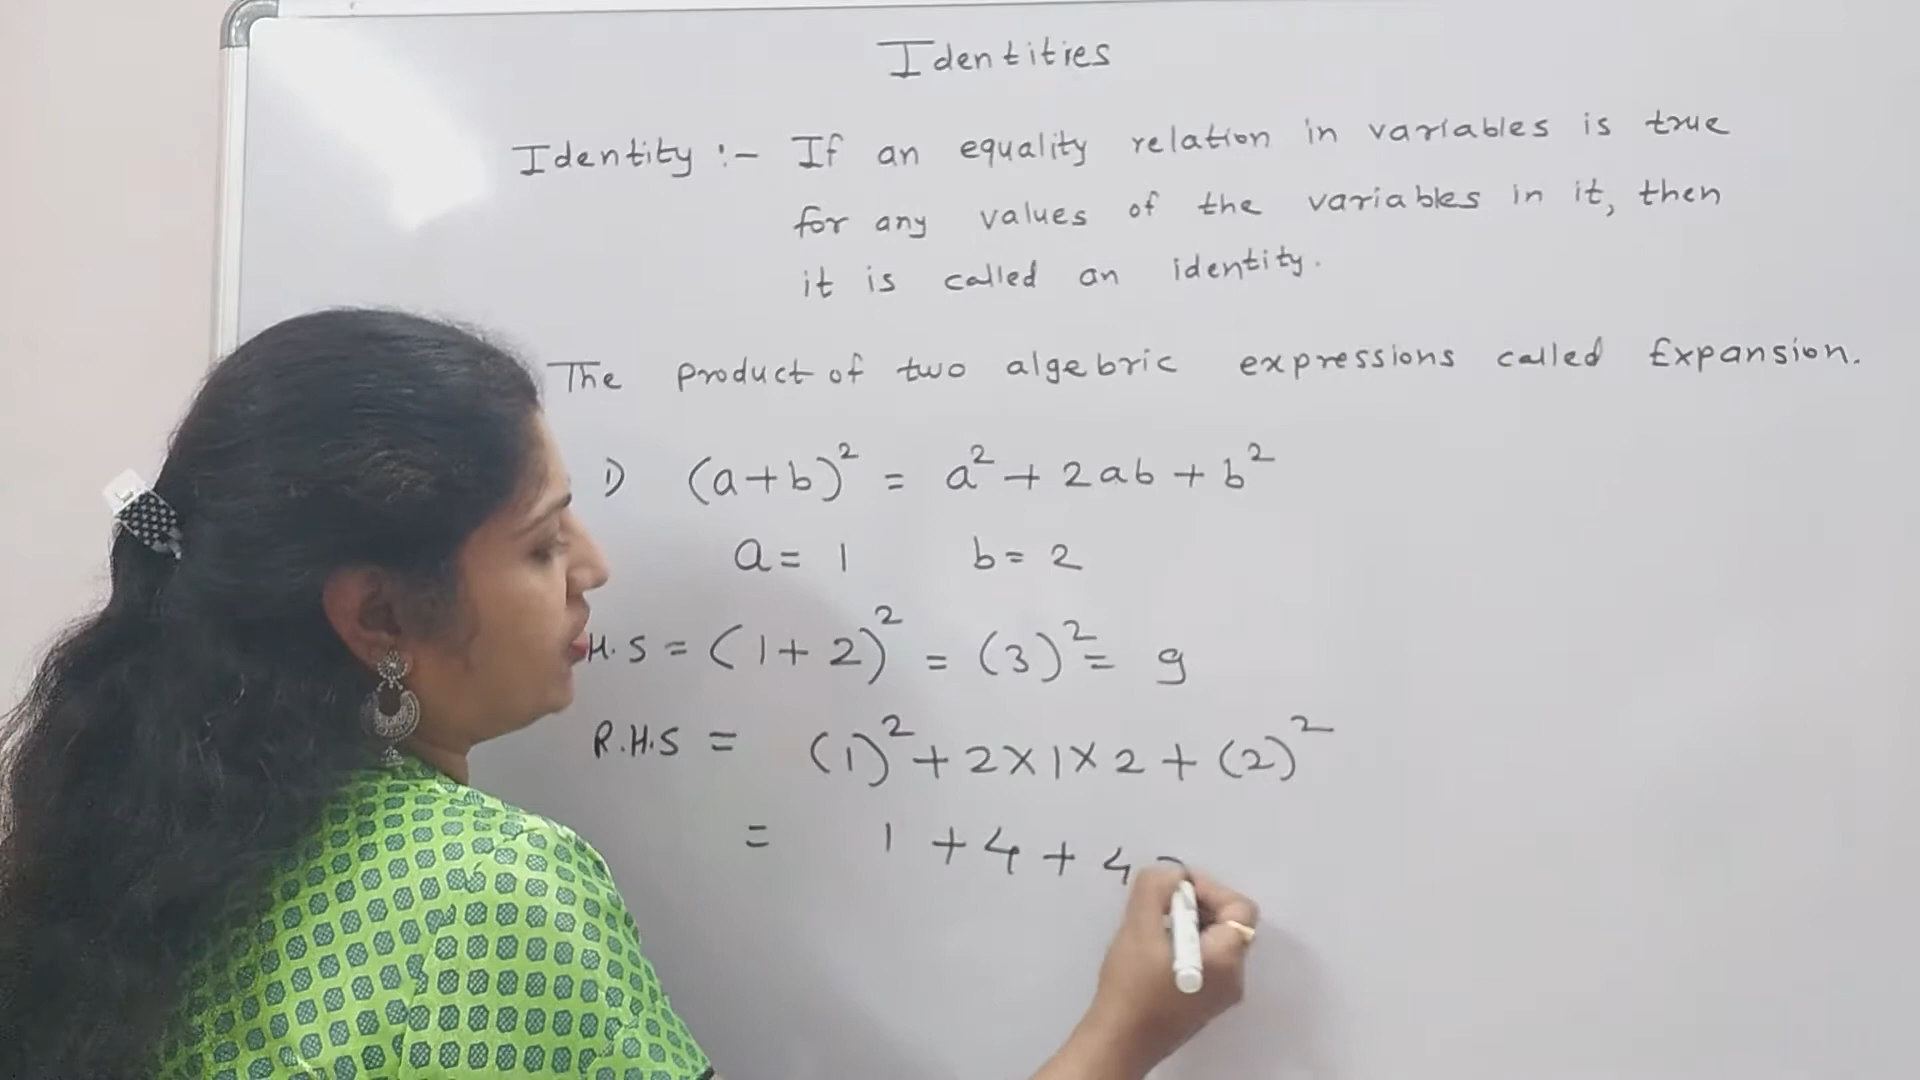 Identities
Identity :- If an equality relation in variables is true
for any values of the variables in it, then
it is called an identity.
The product of two algebric expressions called Expansion.
1) (a+b)² = a² + 2ab + b²
a = 1 b = 2
H.S = (1+2)² = (3)² = 9
R.H.S = (1)² + 2×1×2 + (2)²
= 1 + 4 + 4